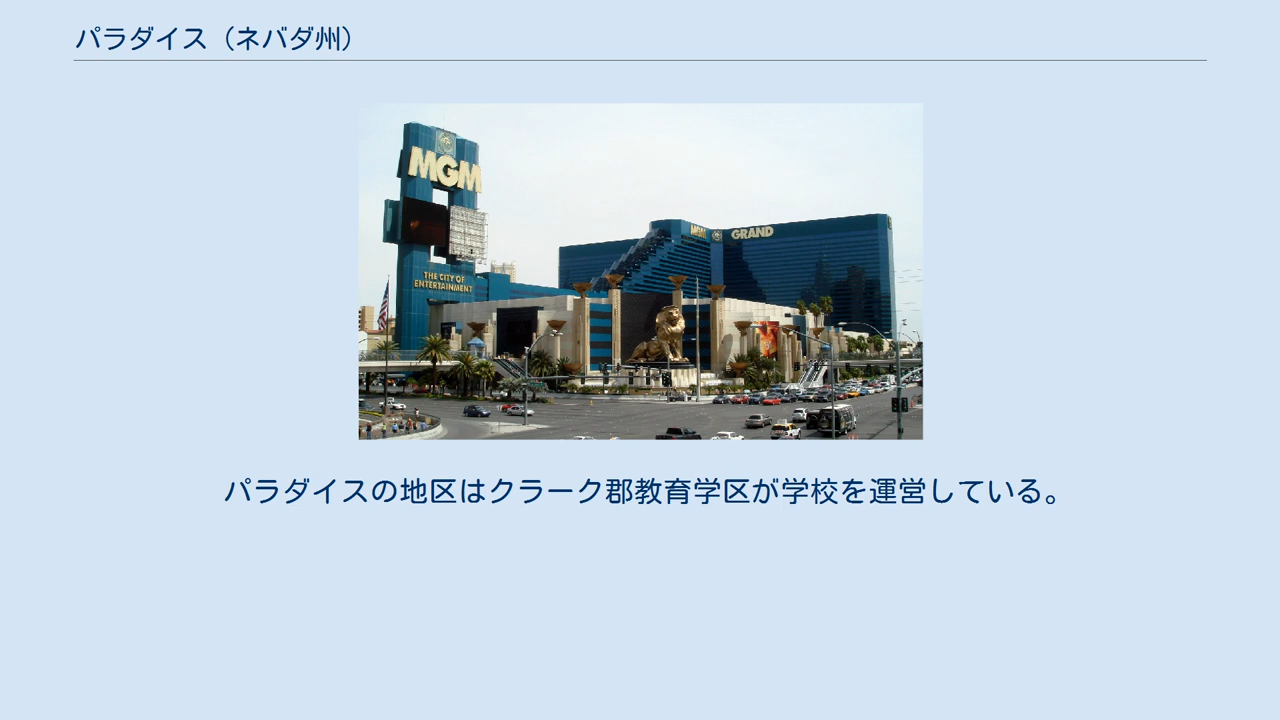 パラダイス（ネバダ州）
MGM
THE CITY OF
ENTERTAINMENT
MGM GRAND
パラダイスの地区はクラーク郡教育学区が学校を運営している。